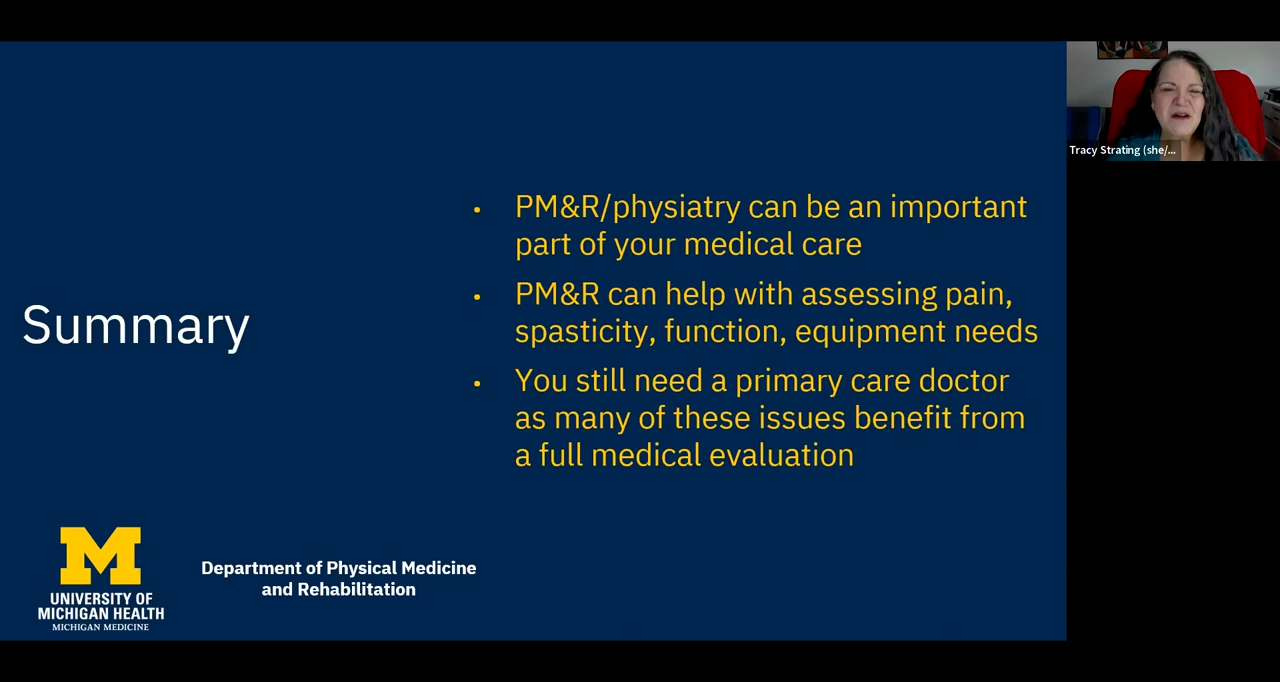 Summary
• PM&R/physiatry can be an important
part of your medical care
• PM&R can help with assessing pain,
spasticity, function, equipment needs
• You still need a primary care doctor
as many of these issues benefit from
a full medical evaluation
M
UNIVERSITY OF
MICHIGAN HEALTH
MICHIGAN MEDICINE
Department of Physical Medicine
and Rehabilitation
Tracy Strating (she/...